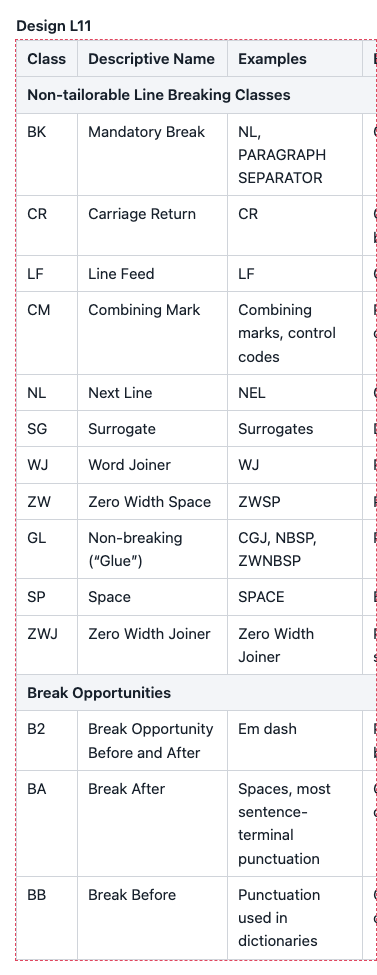 Design L11
Class Descriptive Name Examples
Non-tailorable Line Breaking Classes
BK Mandatory Break NL,
PARAGRAPH
SEPARATOR
CR Carriage Return CR
LF Line Feed LF
CM Combining Mark Combining
marks, control
codes
NL Next Line NEL
SG Surrogate Surrogates
WJ Word Joiner WJ
ZW Zero Width Space ZWSP
GL Non-breaking CGJ, NBSP,
(“Glue”) ZWNBSP
SP Space SPACE
ZWJ Zero Width Joiner Zero Width
Joiner
Break Opportunities
B2 Break Opportunity Em dash
Before and After
BA Break After Spaces, most
sentence-
terminal
punctuation
BB Break Before Punctuation
used in
dictionaries